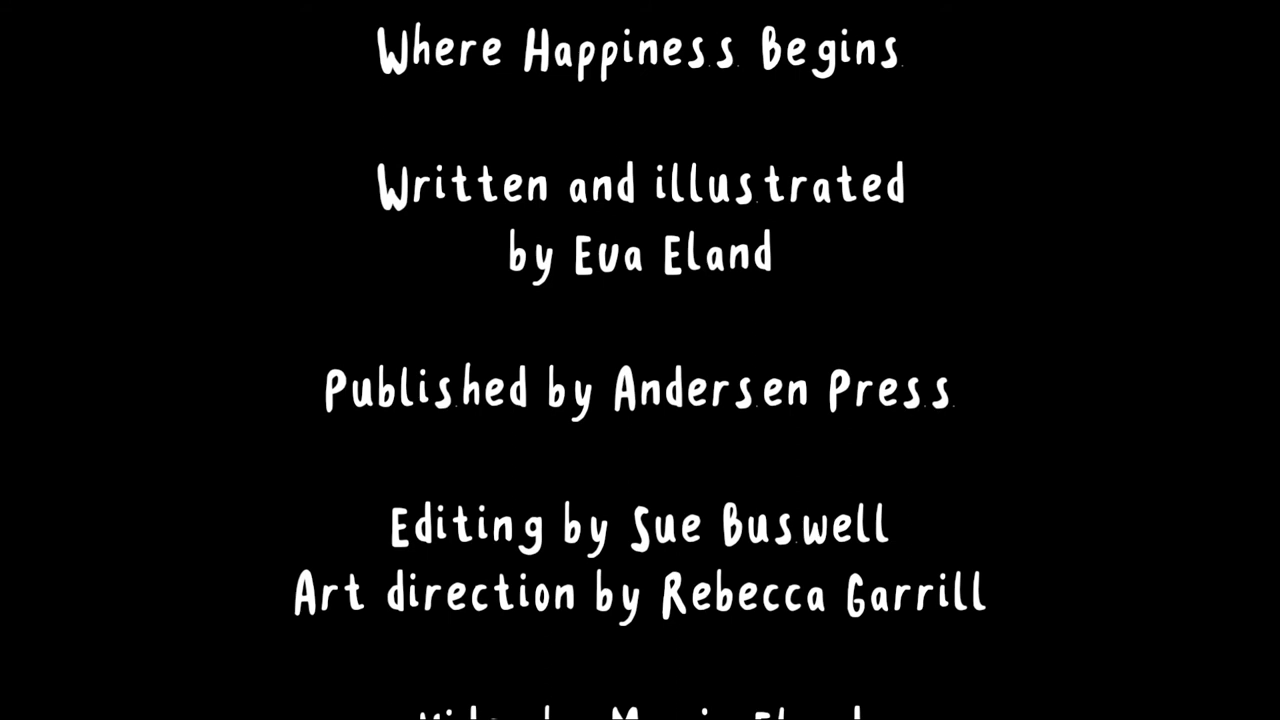 Where Happiness Begins
Written and illustrated
by Eva Eland
Published by Andersen Press
Editing by Sue Buswell
Art direction by Rebecca Garrill